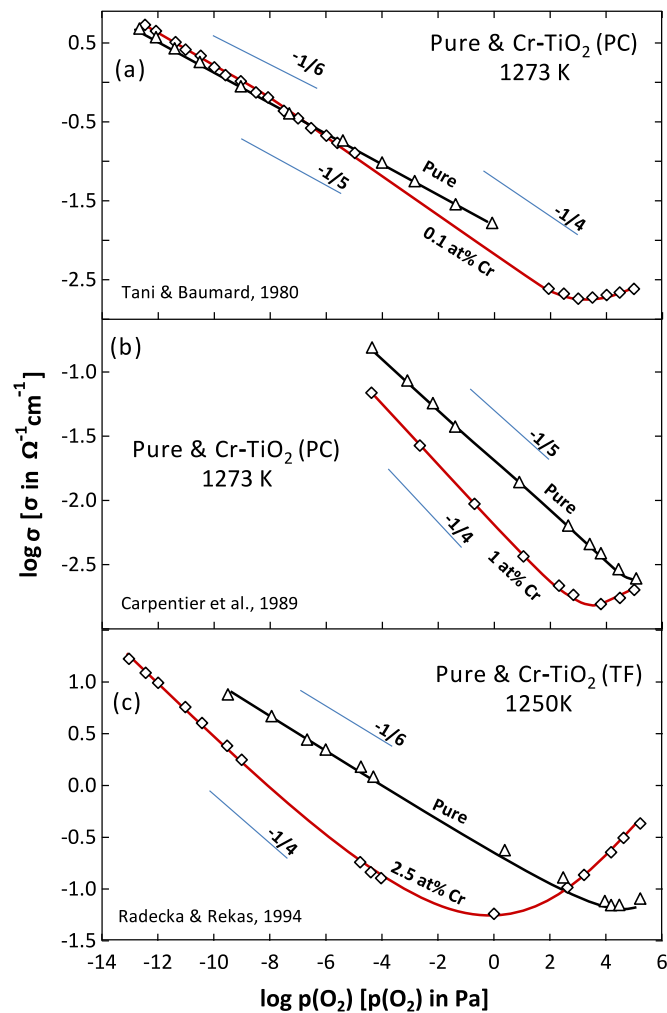 Pure & Cr-TiO₂ (PC)
1273 K
(a)
-1/6
-1/5
-1/4
Pure
0.1 at% Cr
Tani & Baumard, 1980
0.5
-0.5
-1.5
-2.5
(b)
Pure & Cr-TiO₂ (PC)
1273 K
-1/5
-1/4
Pure
1 at% Cr
Carpentier et al., 1989
-1.0
-1.5
-2.0
-2.5
log σ [σ in Ω⁻¹cm⁻¹]
(c)
Pure & Cr-TiO₂ (TF)
1250K
-1/6
-1/4
Pure
2.5 at% Cr
Radecka & Rekas, 1994
1.0
0.5
0.0
-0.5
-1.0
-1.5
-14 -12 -10 -8 -6 -4 -2 0 2 4 6
log p(O₂) [p(O₂) in Pa]